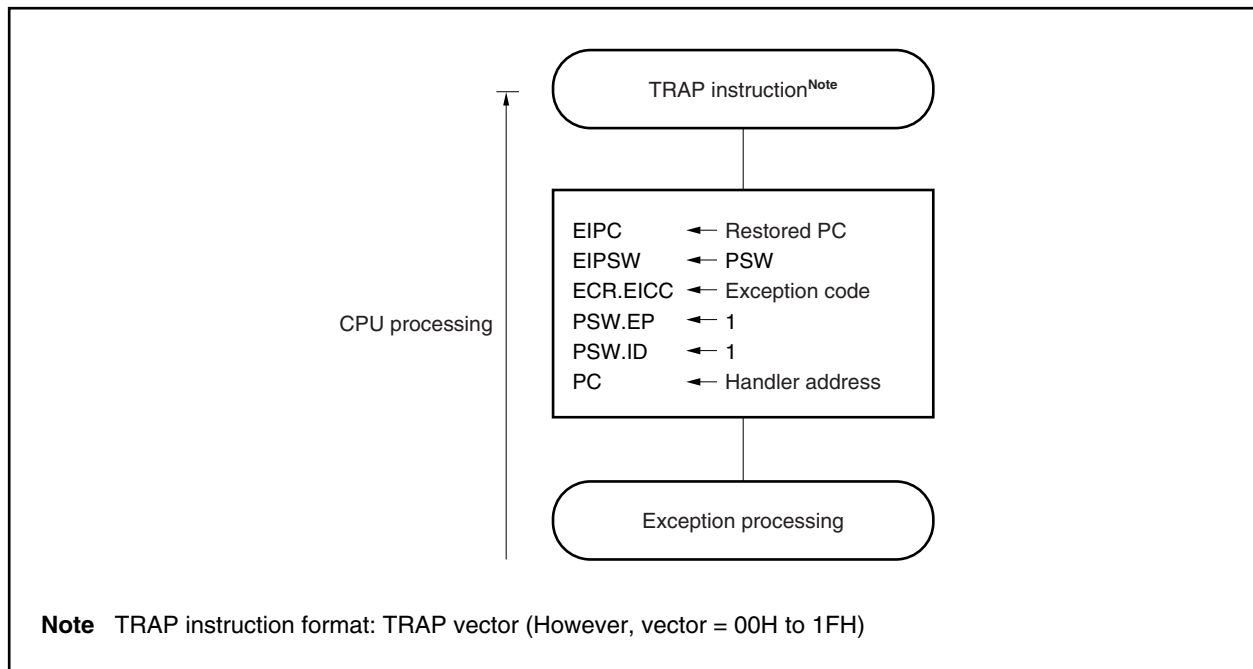 TRAP instructionNote
CPU processing
EIPC ← Restored PC
EIPSW ← PSW
ECR.EICC ← Exception code
PSW.EP ← 1
PSW.ID ← 1
PC ← Handler address
Exception processing
Note TRAP instruction format: TRAP vector (However, vector = 00H to 1FH)